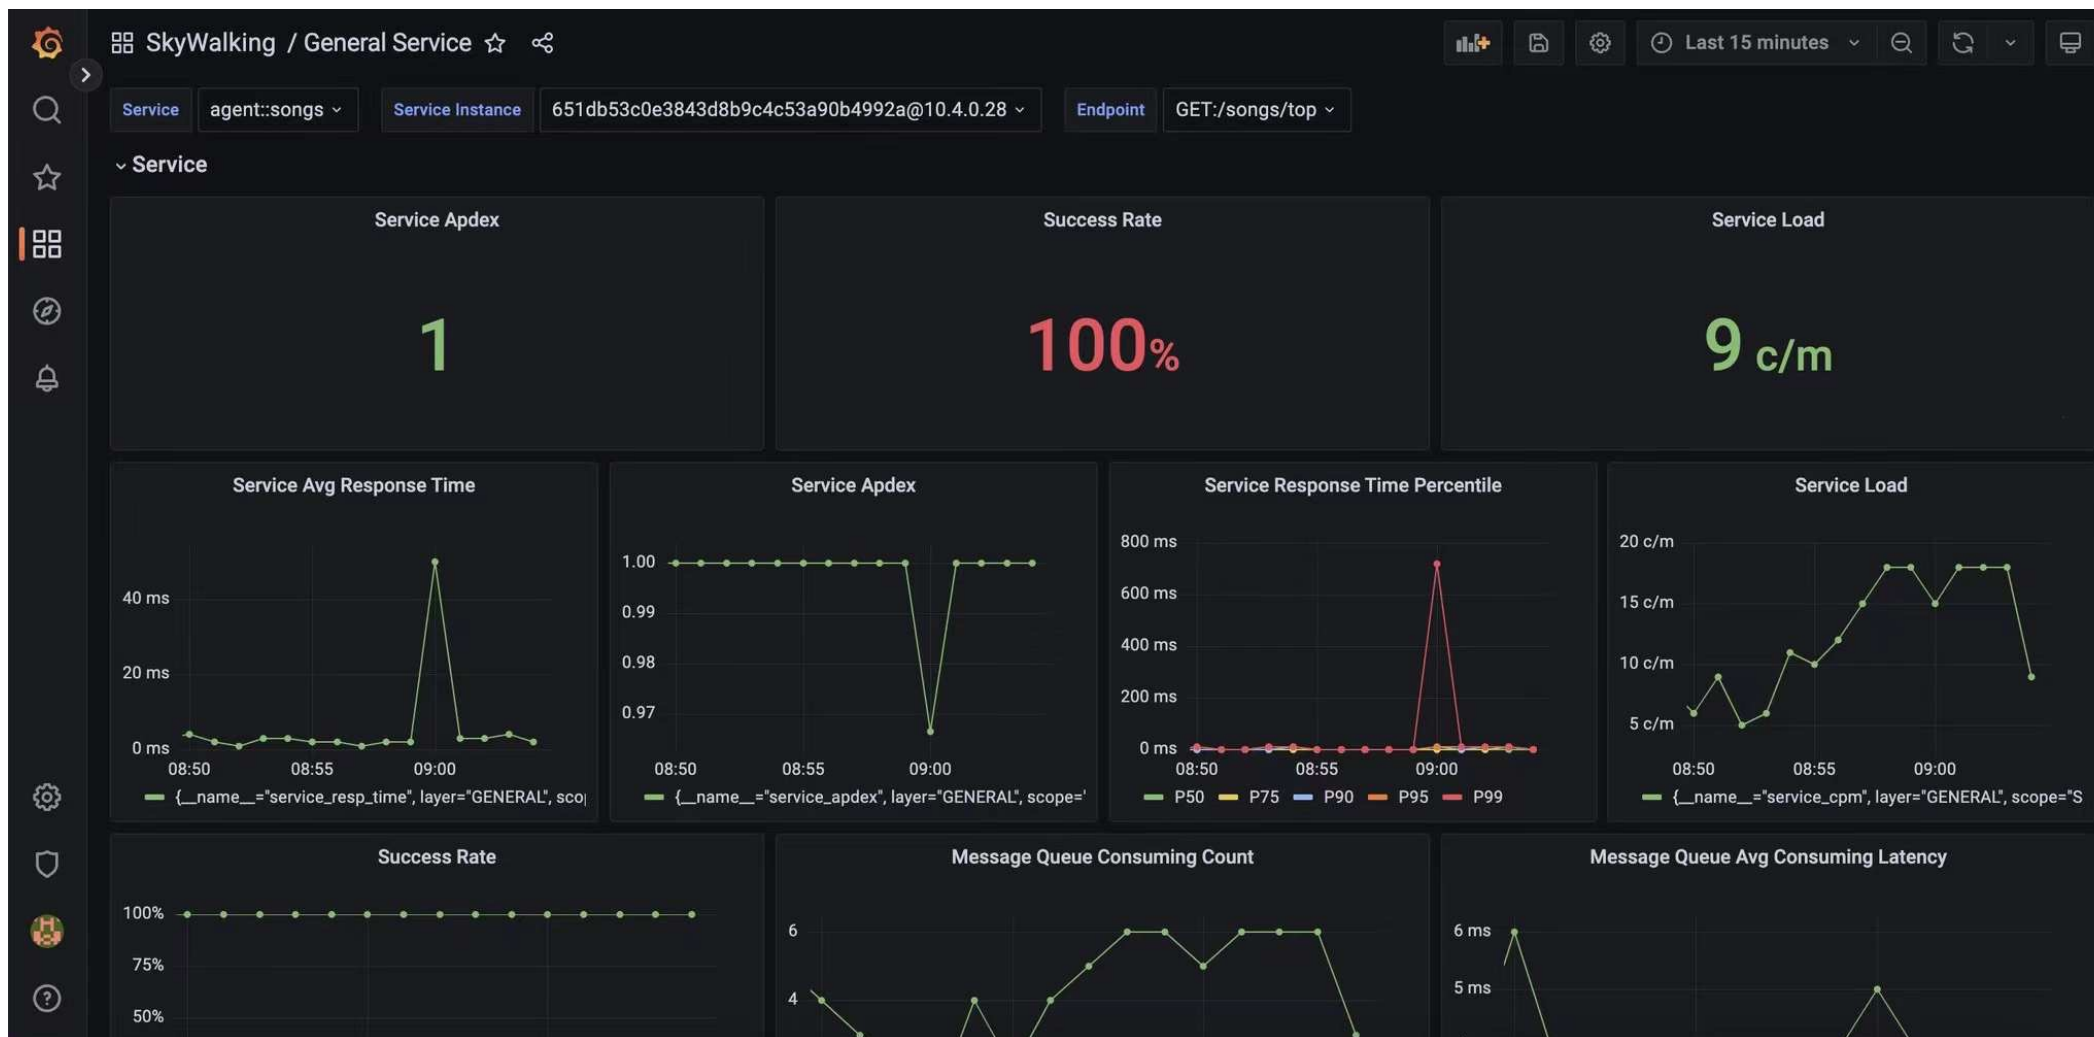 SkyWalking / General Service
Last 15 minutes
Service agent::songs Service Instance 651db53c0e3843d8b9c4c53a90b4992a@10.4.0.28 Endpoint GET:/songs/top
Service
Service Apdex
1
Success Rate
100%
Service Load
9 c/m
Service Avg Response Time
40 ms
20 ms
0 ms
08:50 08:55 09:00
{__name__="service_resp_time", layer="GENERAL", scop
Service Apdex
1.00
0.99
0.98
0.97
08:50 08:55 09:00
{__name__="service_apdex", layer="GENERAL", scope='
Service Response Time Percentile
800 ms
600 ms
400 ms
200 ms
0 ms
08:50 08:55 09:00
P50 P75 P90 P95 P99
Service Load
20 c/m
15 c/m
10 c/m
5 c/m
08:50 08:55 09:00
{__name__="service_cpm", layer="GENERAL", scope="S
Success Rate
100%
75%
50%
Message Queue Consuming Count
6
4
Message Queue Avg Consuming Latency
6 ms
5 ms